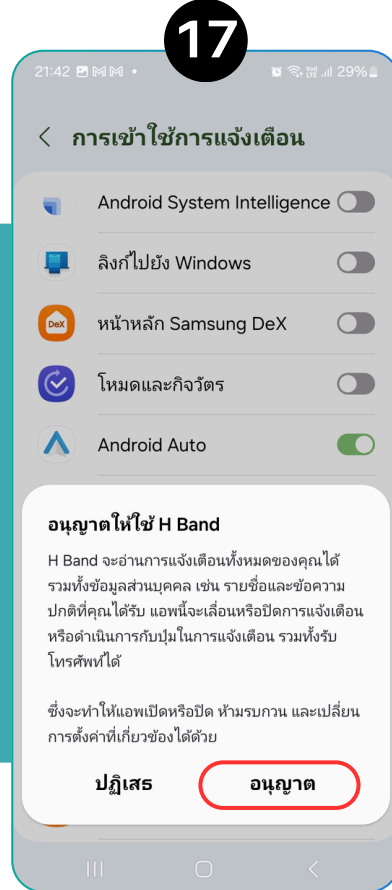 17
21:42
29%
การเข้าใช้การแจ้งเตือน
Android System Intelligence
ลิงก์ไปยัง Windows
DeX
หน้าหลัก Samsung DeX
โหมดและกิจวัตร
Android Auto
อนุญาตให้ใช้ H Band
H Band จะอ่านการแจ้งเตือนทั้งหมดของคุณได้
รวมทั้งข้อมูลส่วนบุคคล เช่น รายชื่อและข้อความ
ปกติที่คุณได้รับ แอพนี้จะเลื่อนหรือปิดการแจ้งเตือน
หรือดำเนินการกับปุ่มในการแจ้งเตือน รวมทั้งรับ
โทรศัพท์ได้
ซึ่งจะทำให้แอพเปิดหรือปิด ห้ามรบกวน และเปลี่ยน
การตั้งค่าที่เกี่ยวข้องได้ด้วย
ปฏิเสธ
อนุญาต